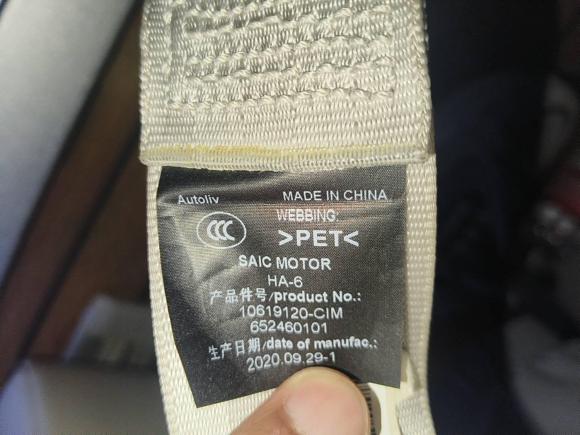 Autoliv MADE IN CHINA
WEBBING:
CCC >PET<
SAIC MOTOR
HA-6
产品件号/product No.:
10619120-CIM
652460101
生产日期/date of manufac.:
2020.09.29-1